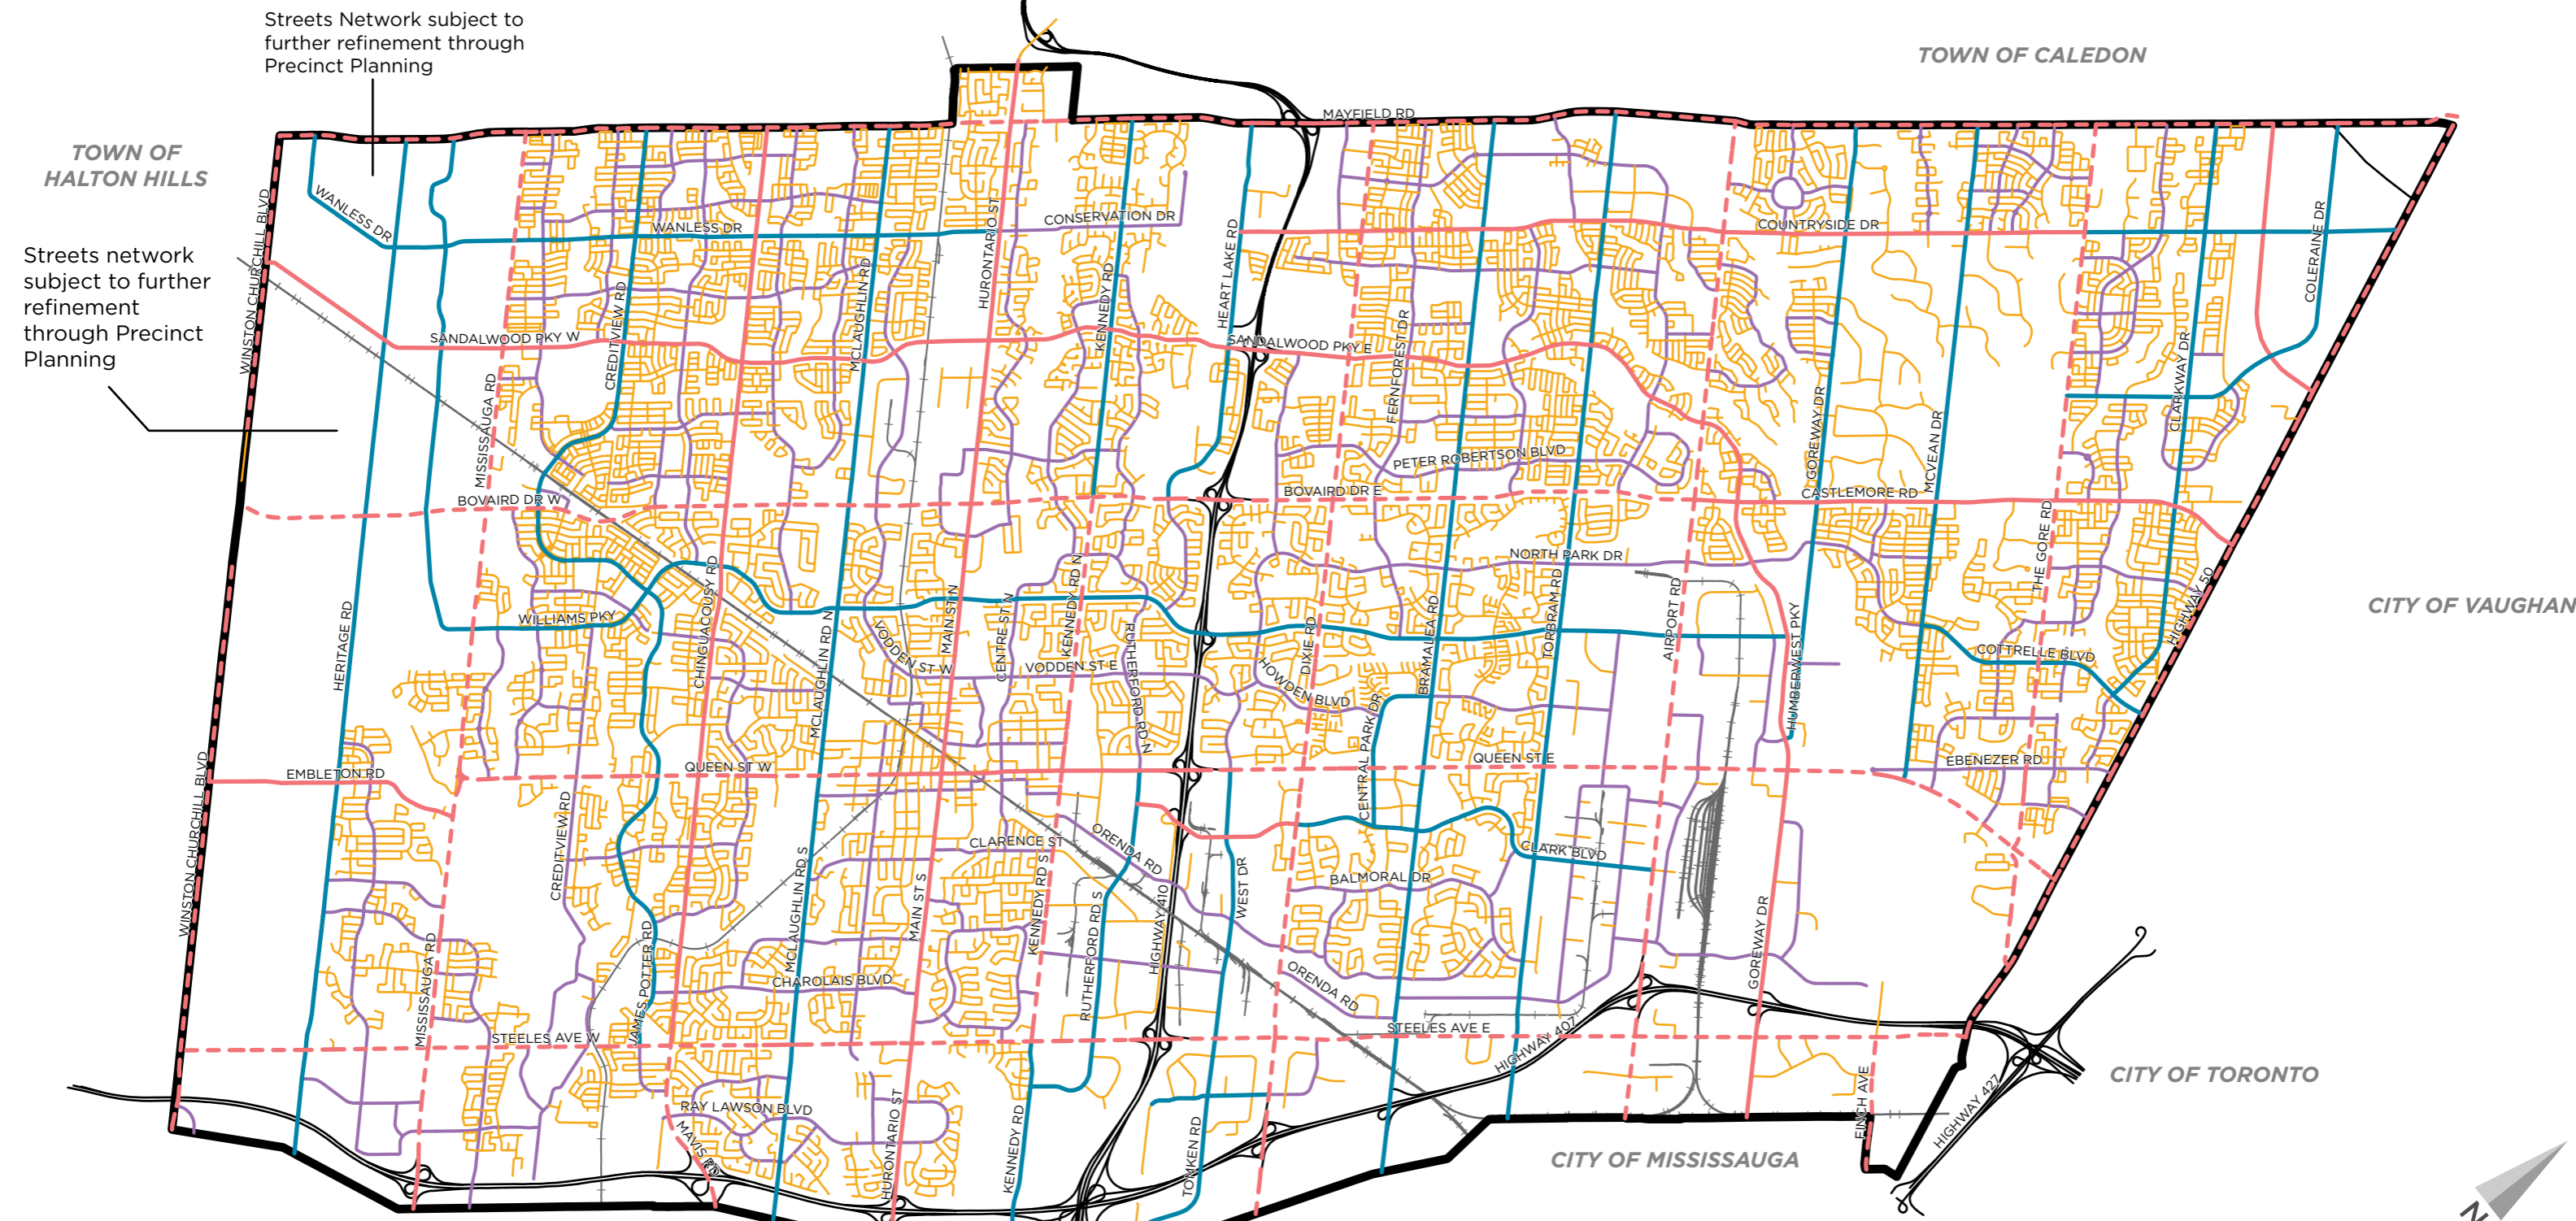 Streets Network subject to
further refinement through
Precinct Planning
TOWN OF CALEDON
MAYFIELD RD
TOWN OF
HALTON HILLS
WINSTON CHURCHILL BLVD
WANLESS DR
WANLESS DR
HURONTARIO ST
CONSERVATION DR
HEART LAKE RD
COUNTRYSIDE DR
COLERAINE DR
Streets network
subject to further
refinement
through Precinct
Planning
SANDALWOOD PKY W
CREDITVIEW RD
MCLAUGHLIN RD
KENNEDY RD
SANDALWOOD PKY E
FERNFOREST DR
CLARKWAY DR
MISSISSAUGA RD
GOREWAY DR
MCVEAN DR
PETER ROBERTSON BLVD
BOVAIRD DR W
BOVAIRD DR E
CASTLEMORE RD
NORTH PARK DR
THE GORE RD
HIGHWAY 50
CITY OF VAUGHAN
HERITAGE RD
WILLIAMS PKY
CHINGUACOUSY RD
MCLAUGHLIN RD N
VODDEN ST W
MAIN ST N
CENTRE ST N
KENNEDY RD N
VODDEN ST E
RUTHERFORD RD N
HOWDEN BLVD
DIXIE RD
BRAMALEA RD
TORBRAM RD
AIRPORT RD
HUMBERWEST PKY
COTTRELLE BLVD
CENTRAL PARK DR
EMBLETON RD
QUEEN ST W
QUEEN ST E
EBENEZER RD
WINSTON CHURCHILL BLVD
CREDITVIEW RD
CLARENCE ST
ORENDA RD
CLARK BLVD
BALMORAL DR
MCLAUGHLIN RD S
MAIN ST S
KENNEDY RD S
RUTHERFORD RD S
HIGHWAY 410
WEST DR
GOREWAY DR
MISSISSAUGA RD
JAMES POTTER RD
CHAROLAIS BLVD
ORENDA RD
STEELES AVE W
STEELES AVE E
HIGHWAY 407
CITY OF TORONTO
RAY LAWSON BLVD
MAVIS RD
HURONTARIO ST
KENNEDY RD
TOMKEN RD
FINCH AVE
HIGHWAY 427
CITY OF MISSISSAUGA
N